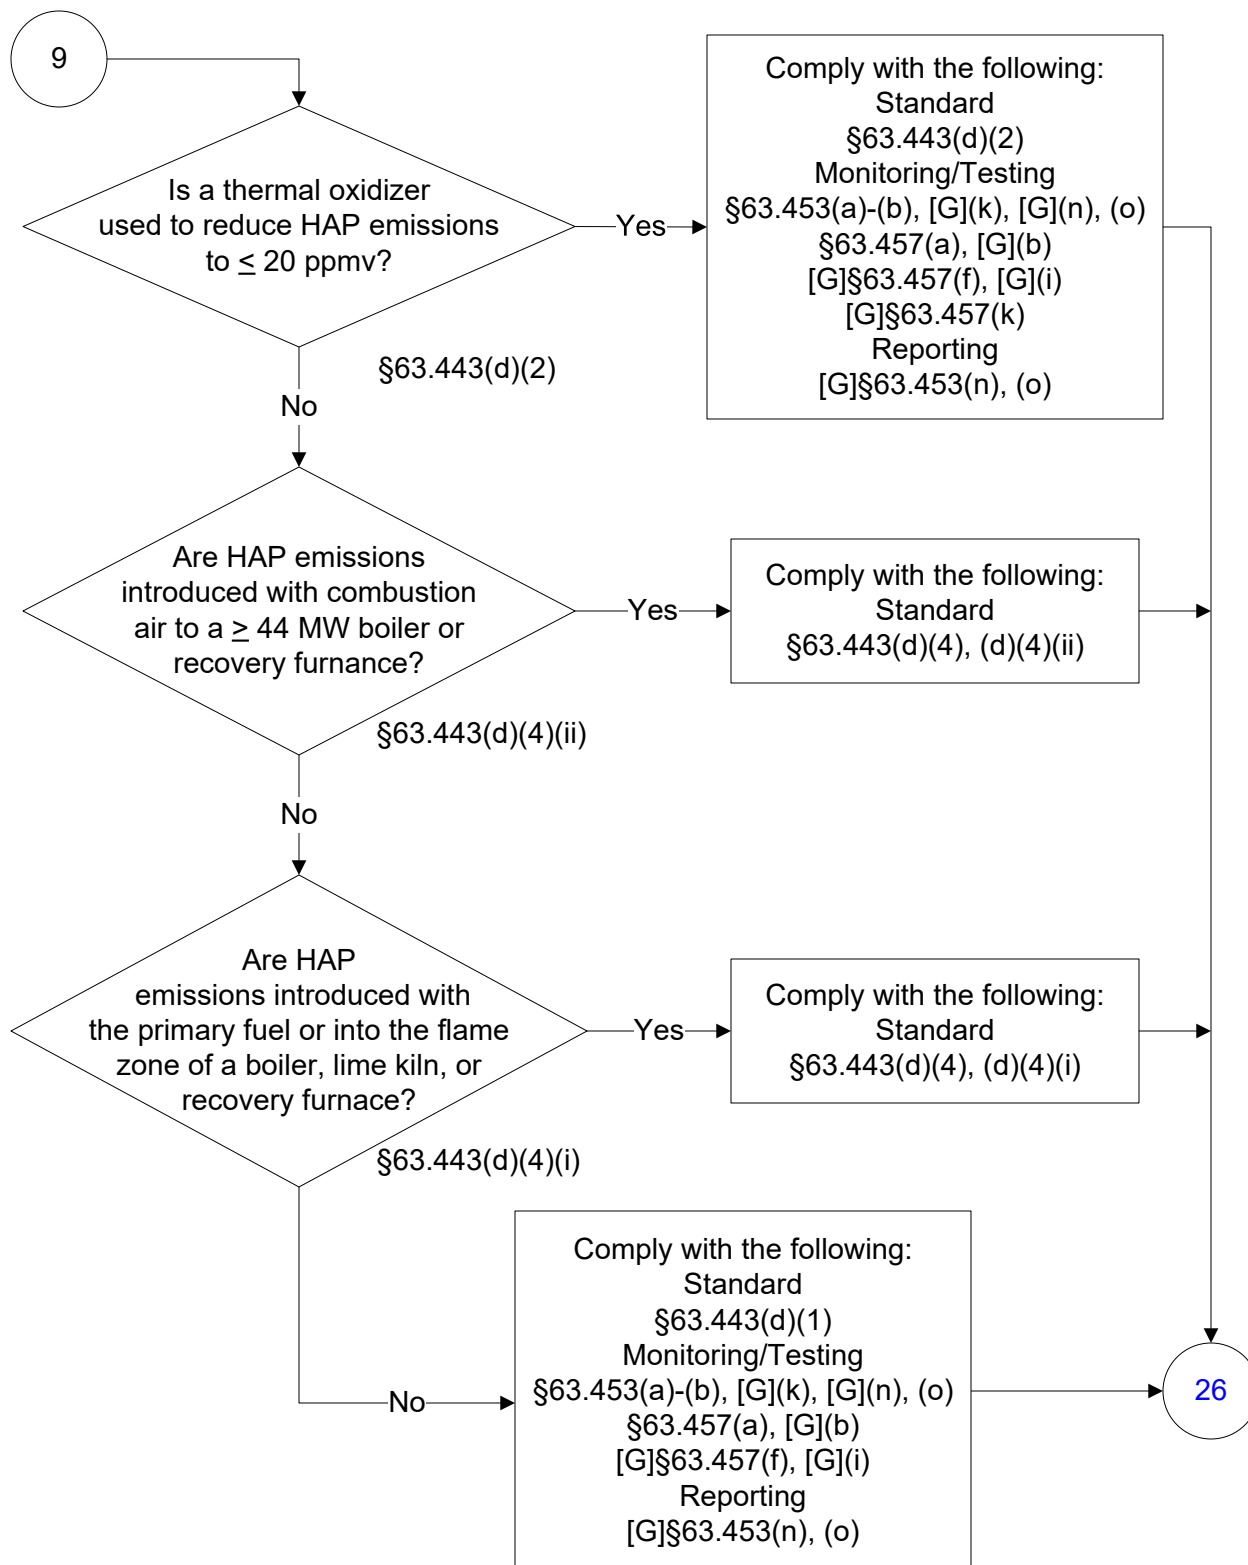 9
Is a thermal oxidizer
used to reduce HAP emissions
to ≤ 20 ppmv?
Yes
§63.443(d)(2)
No
Comply with the following:
Standard
§63.443(d)(2)
Monitoring/Testing
§63.453(a)-(b), [G](k), [G](n), (o)
§63.457(a), [G](b)
[G]§63.457(f), [G](i)
[G]§63.457(k)
Reporting
[G]§63.453(n), (o)
Are HAP emissions
introduced with combustion
air to a ≥ 44 MW boiler or
recovery furnance?
Yes
§63.443(d)(4)(ii)
No
Comply with the following:
Standard
§63.443(d)(4), (d)(4)(ii)
Are HAP
emissions introduced with
the primary fuel or into the flame
zone of a boiler, lime kiln, or
recovery furnace?
Yes
§63.443(d)(4)(i)
Comply with the following:
Standard
§63.443(d)(4), (d)(4)(i)
No
Comply with the following:
Standard
§63.443(d)(1)
Monitoring/Testing
§63.453(a)-(b), [G](k), [G](n), (o)
§63.457(a), [G](b)
[G]§63.457(f), [G](i)
Reporting
[G]§63.453(n), (o)
26